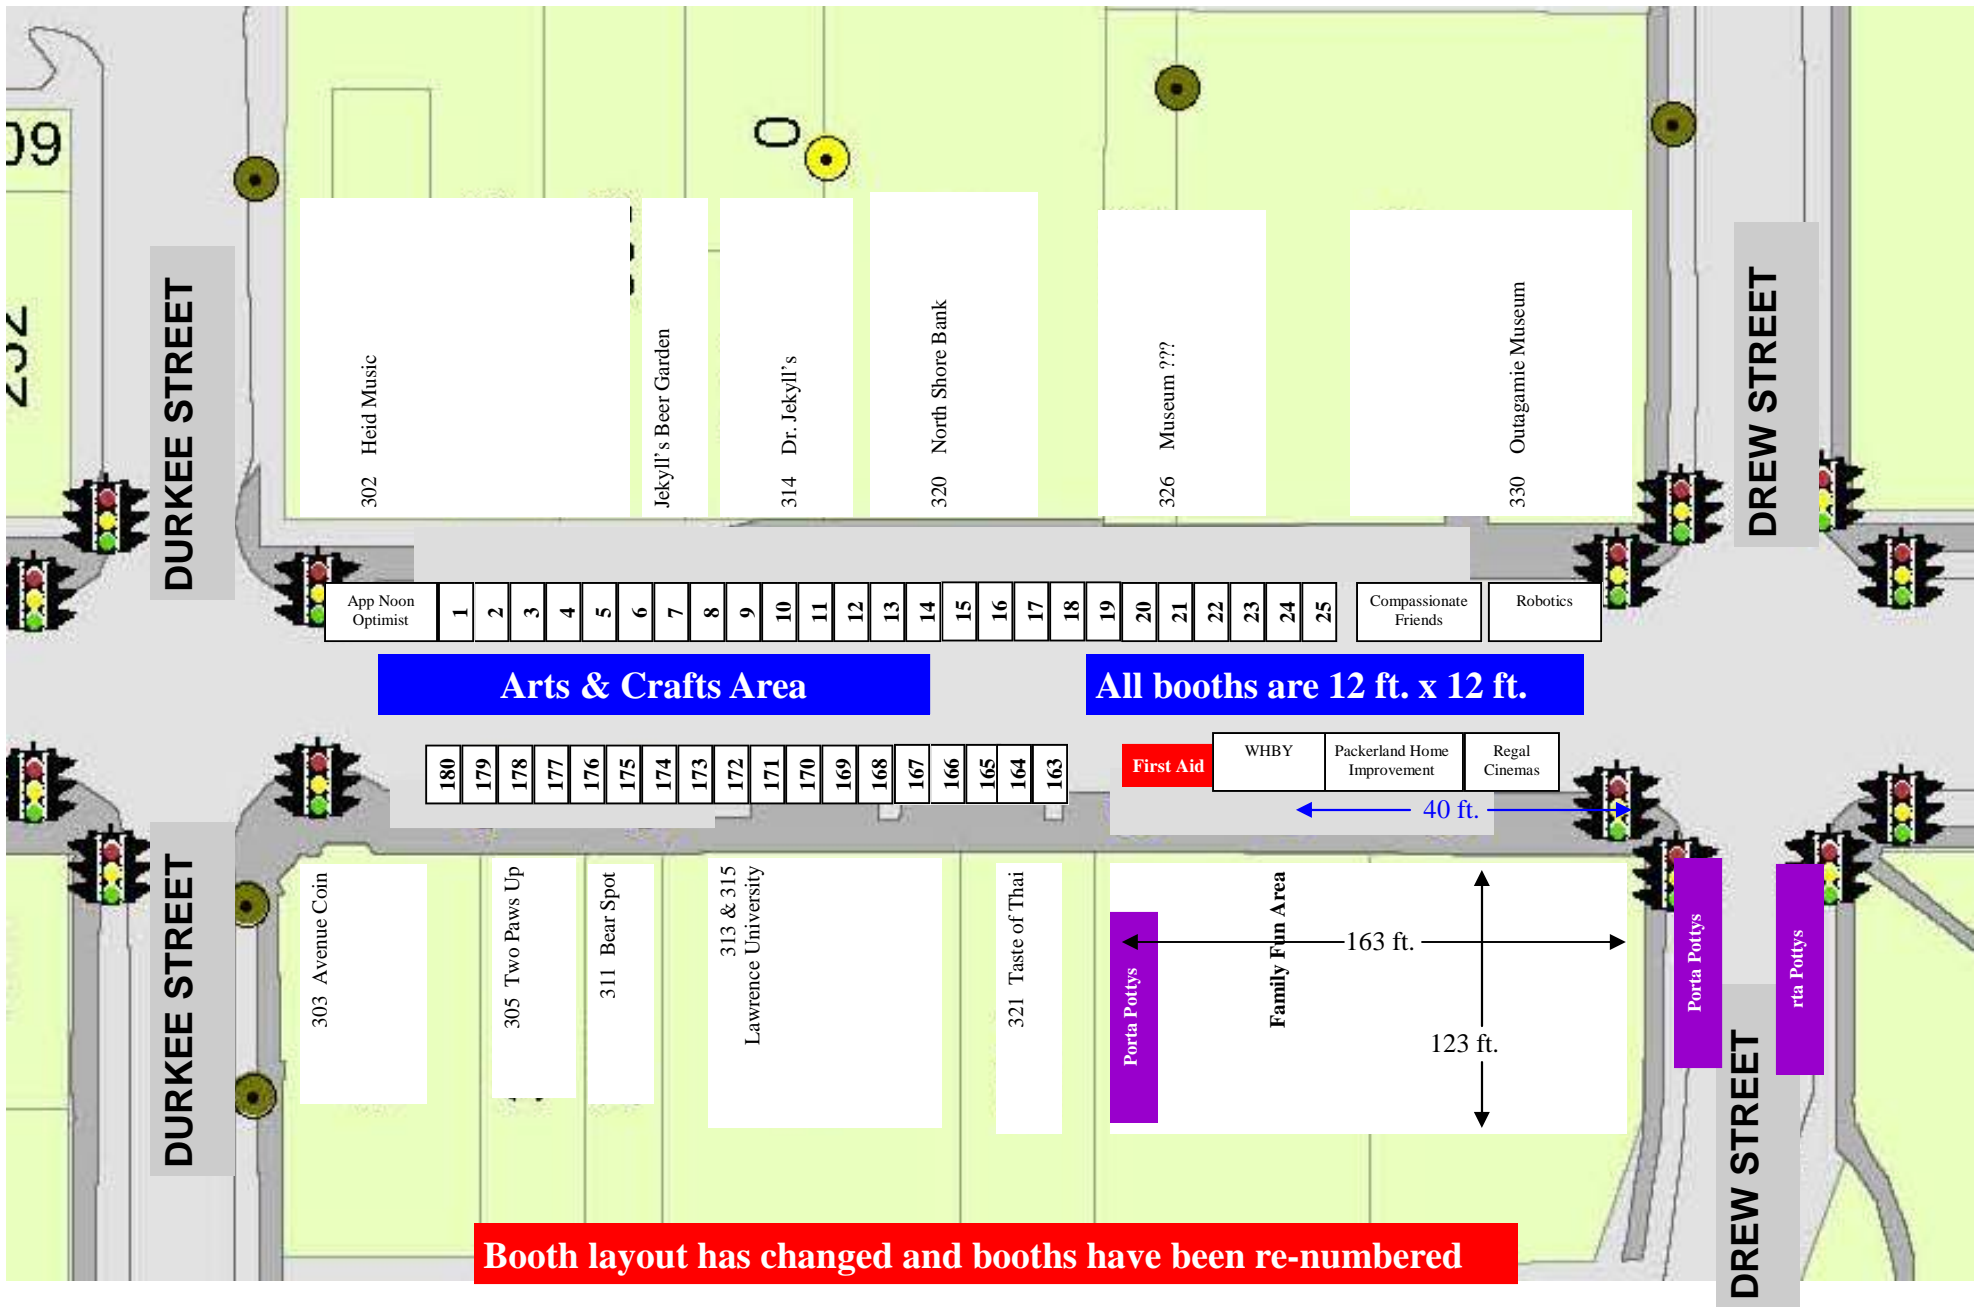 09
232
0
DURKEE STREET
302 Heid Music
Jekyll's Beer Garden
314 Dr. Jekyll's
320 North Shore Bank
326 Museum ???
330 Outagamie Museum
DREW STREET
App Noon
Optimist
1 2 3 4 5 6 7 8 9 10 11 12 13 14 15 16 17 18 19 20 21 22 23 24 25
Compassionate
Friends
Robotics
Arts & Crafts Area
All booths are 12 ft. x 12 ft.
180 179 178 177 176 175 174 173 172 171 170 169 168 167 166 165 164 163
First Aid
WHBY
Packerland Home
Improvement
Regal
Cinemas
40 ft.
DURKEE STREET
303 Avenue Coin
305 Two Paws Up
311 Bear Spot
313 & 315
Lawrence University
321 Taste of Thai
Porta Pottys
Family Fun Area
163 ft.
123 ft.
Porta Pottys
rta Pottys
DREW STREET
Booth layout has changed and booths have been re-numbered